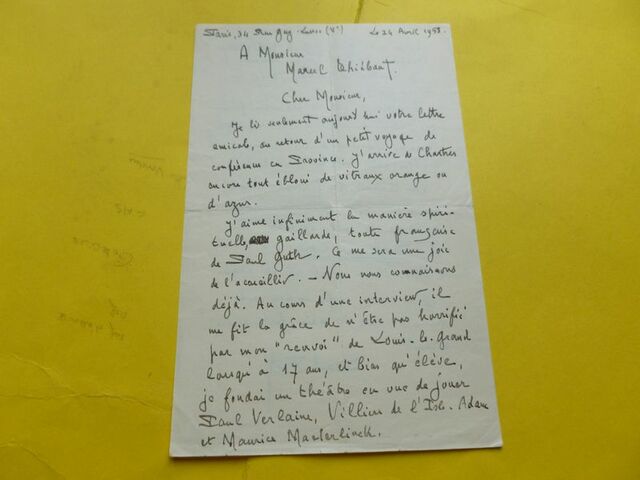 Paris, 34 Rue Guy-Lussac (Vº) Le 24 Avril 1958.
A Monsieur
Marcel Thiébaut.
Cher Monsieur,
Je lis seulement aujourd'hui votre lettre
amicale, au retour d'un petit voyage de
conférence en Province. J'arrive de Chartres
encore tout ébloui de vitraux orange ou
d'azur.
J'aime infiniment la manière spiri-
tuelle, gaillarde, toute française
de Paul Guth. Ce me sera une joie
de l'accueillir. - Nous nous connaissons
déjà. Au cours d'une interview, il
me fit la grâce de n'être pas horrifié
par mon "renvoi" de Louis-le-Grand
lorsqu'à 17 ans, et bien qu'élève,
je fondai un théâtre en vue de jouer
Paul Verlaine, Villiers de l'Isle-Adam
et Maurice Maeterlinck.